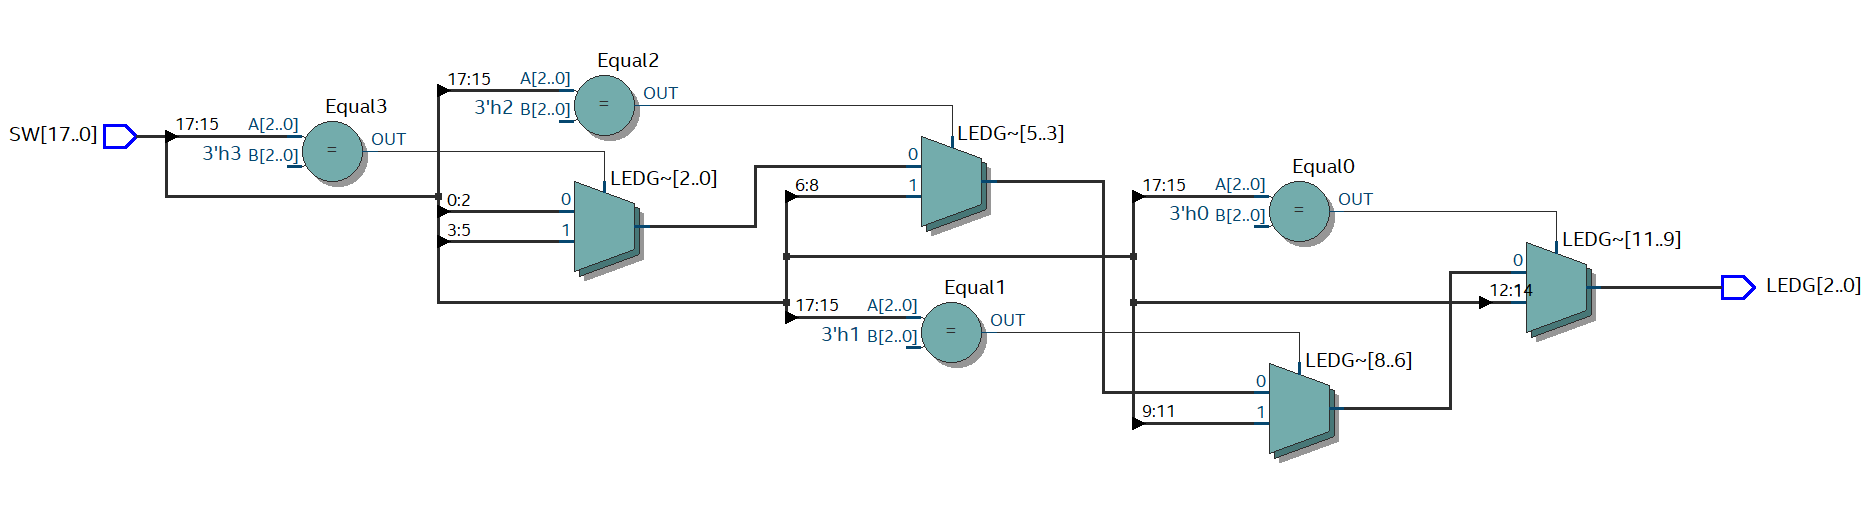 Equal2
17:15 A[2..0]
3'h2 B[2..0]
=
OUT
Equal3
SW[17..0]
17:15 A[2..0]
3'h3 B[2..0]
=
OUT
LEDG~[5..3]
0
1
6:8
LEDG~[2..0]
0:2 0
3:5 1
Equal0
17:15 A[2..0]
3'h0 B[2..0]
=
OUT
LEDG~[11..9]
0
12:14
LEDG[2..0]
Equal1
17:15 A[2..0]
3'h1 B[2..0]
=
OUT
LEDG~[8..6]
0
9:11 1